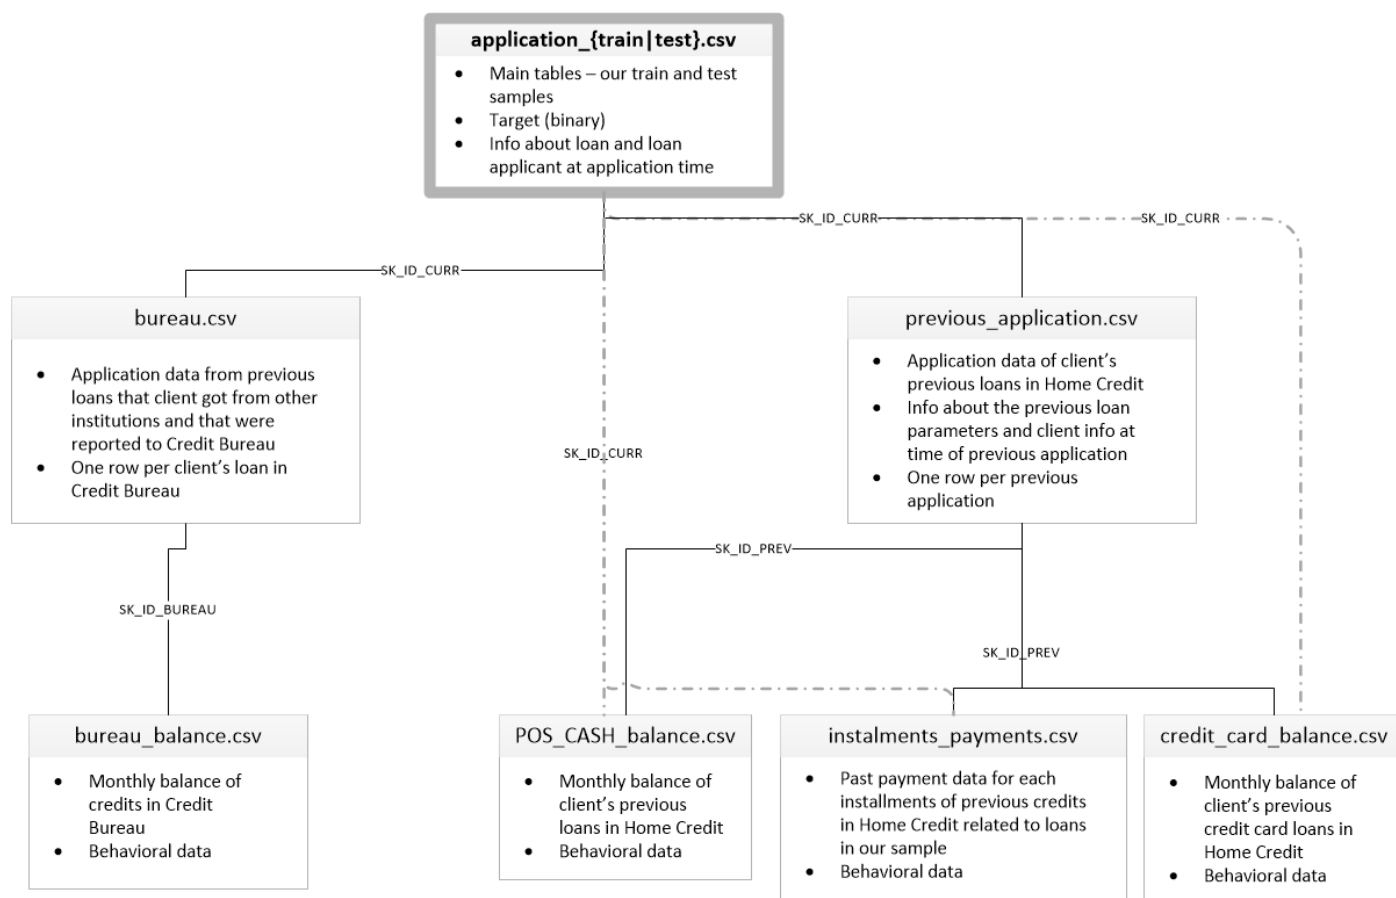 application_{train|test}.csv
• Main tables – our train and test
samples
• Target (binary)
• Info about loan and loan
applicant at application time
SK_ID_CURR
SK_ID_CURR
SK_ID_CURR
bureau.csv
• Application data from previous
loans that client got from other
institutions and that were
reported to Credit Bureau
• One row per client’s loan in
Credit Bureau
previous_application.csv
• Application data of client’s
previous loans in Home Credit
• Info about the previous loan
parameters and client info at
time of previous application
• One row per previous
application
SK_ID_CURR
SK_ID_PREV
SK_ID_BUREAU
SK_ID_PREV
bureau_balance.csv
• Monthly balance of
credits in Credit
Bureau
• Behavioral data
POS_CASH_balance.csv
• Monthly balance of
client’s previous
loans in Home Credit
• Behavioral data
instalments_payments.csv
• Past payment data for each
installments of previous credits
in Home Credit related to loans
in our sample
• Behavioral data
credit_card_balance.csv
• Monthly balance of
client’s previous
credit card loans in
Home Credit
• Behavioral data